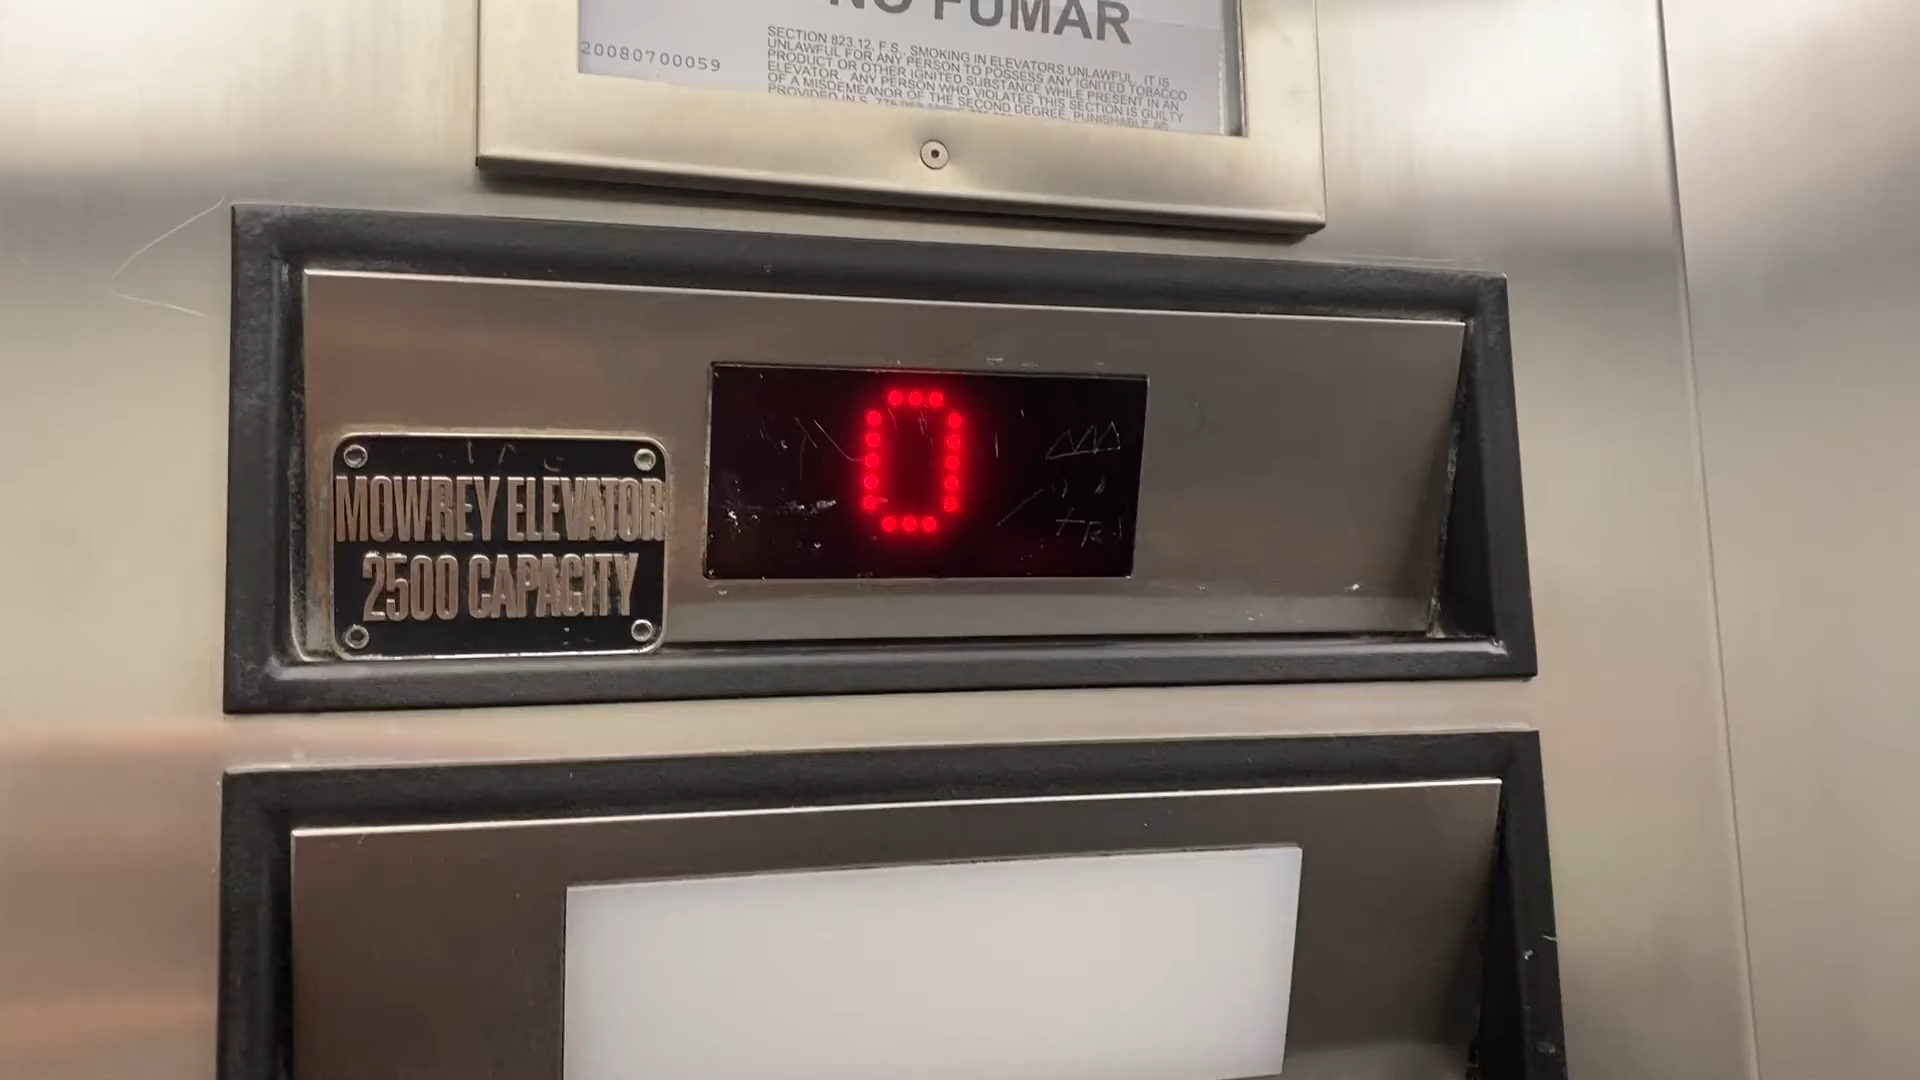 NO FUMAR
20080700059
SECTION 823.12, F.S., SMOKING IN ELEVATORS UNLAWFUL. IT IS
UNLAWFUL FOR ANY PERSON TO POSSESS ANY IGNITED TOBACCO
PRODUCT OR OTHER IGNITED SUBSTANCE WHILE PRESENT IN AN
ELEVATOR. ANY PERSON WHO VIOLATES THIS SECTION IS GUILTY
OF A MISDEMEANOR OF THE SECOND DEGREE, PUNISHABLE AS
PROVIDED IN S.
0
MOWREY ELEVATOR
2500 CAPACITY